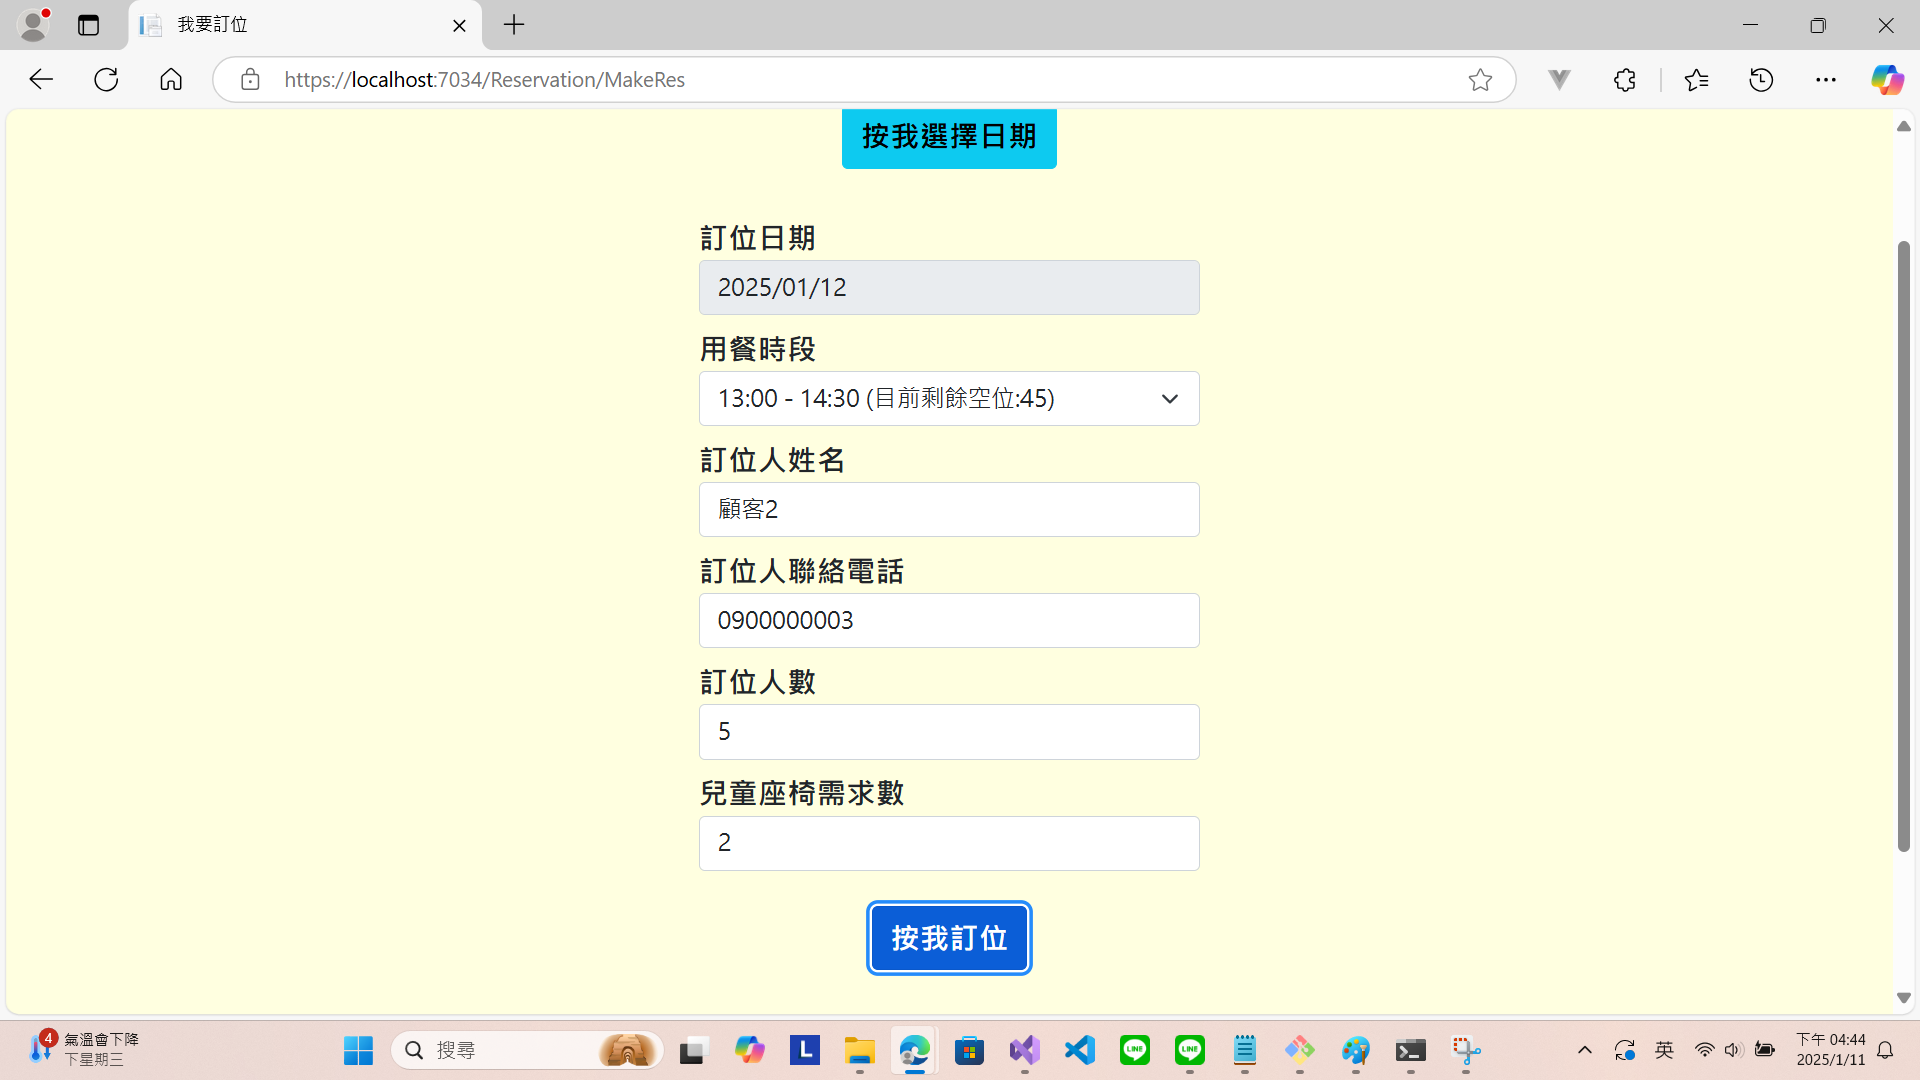 我要訂位
https://localhost:7034/Reservation/MakeRes
按我選擇日期
訂位日期
2025/01/12
用餐時段
13:00 - 14:30 (目前剩餘空位:45)
訂位人姓名
顧客2
訂位人聯絡電話
0900000003
訂位人數
5
兒童座椅需求數
2
按我訂位
4
氣溫會下降
下星期三
搜尋
L
LINE
LINE
英
下午 04:44
2025/1/11